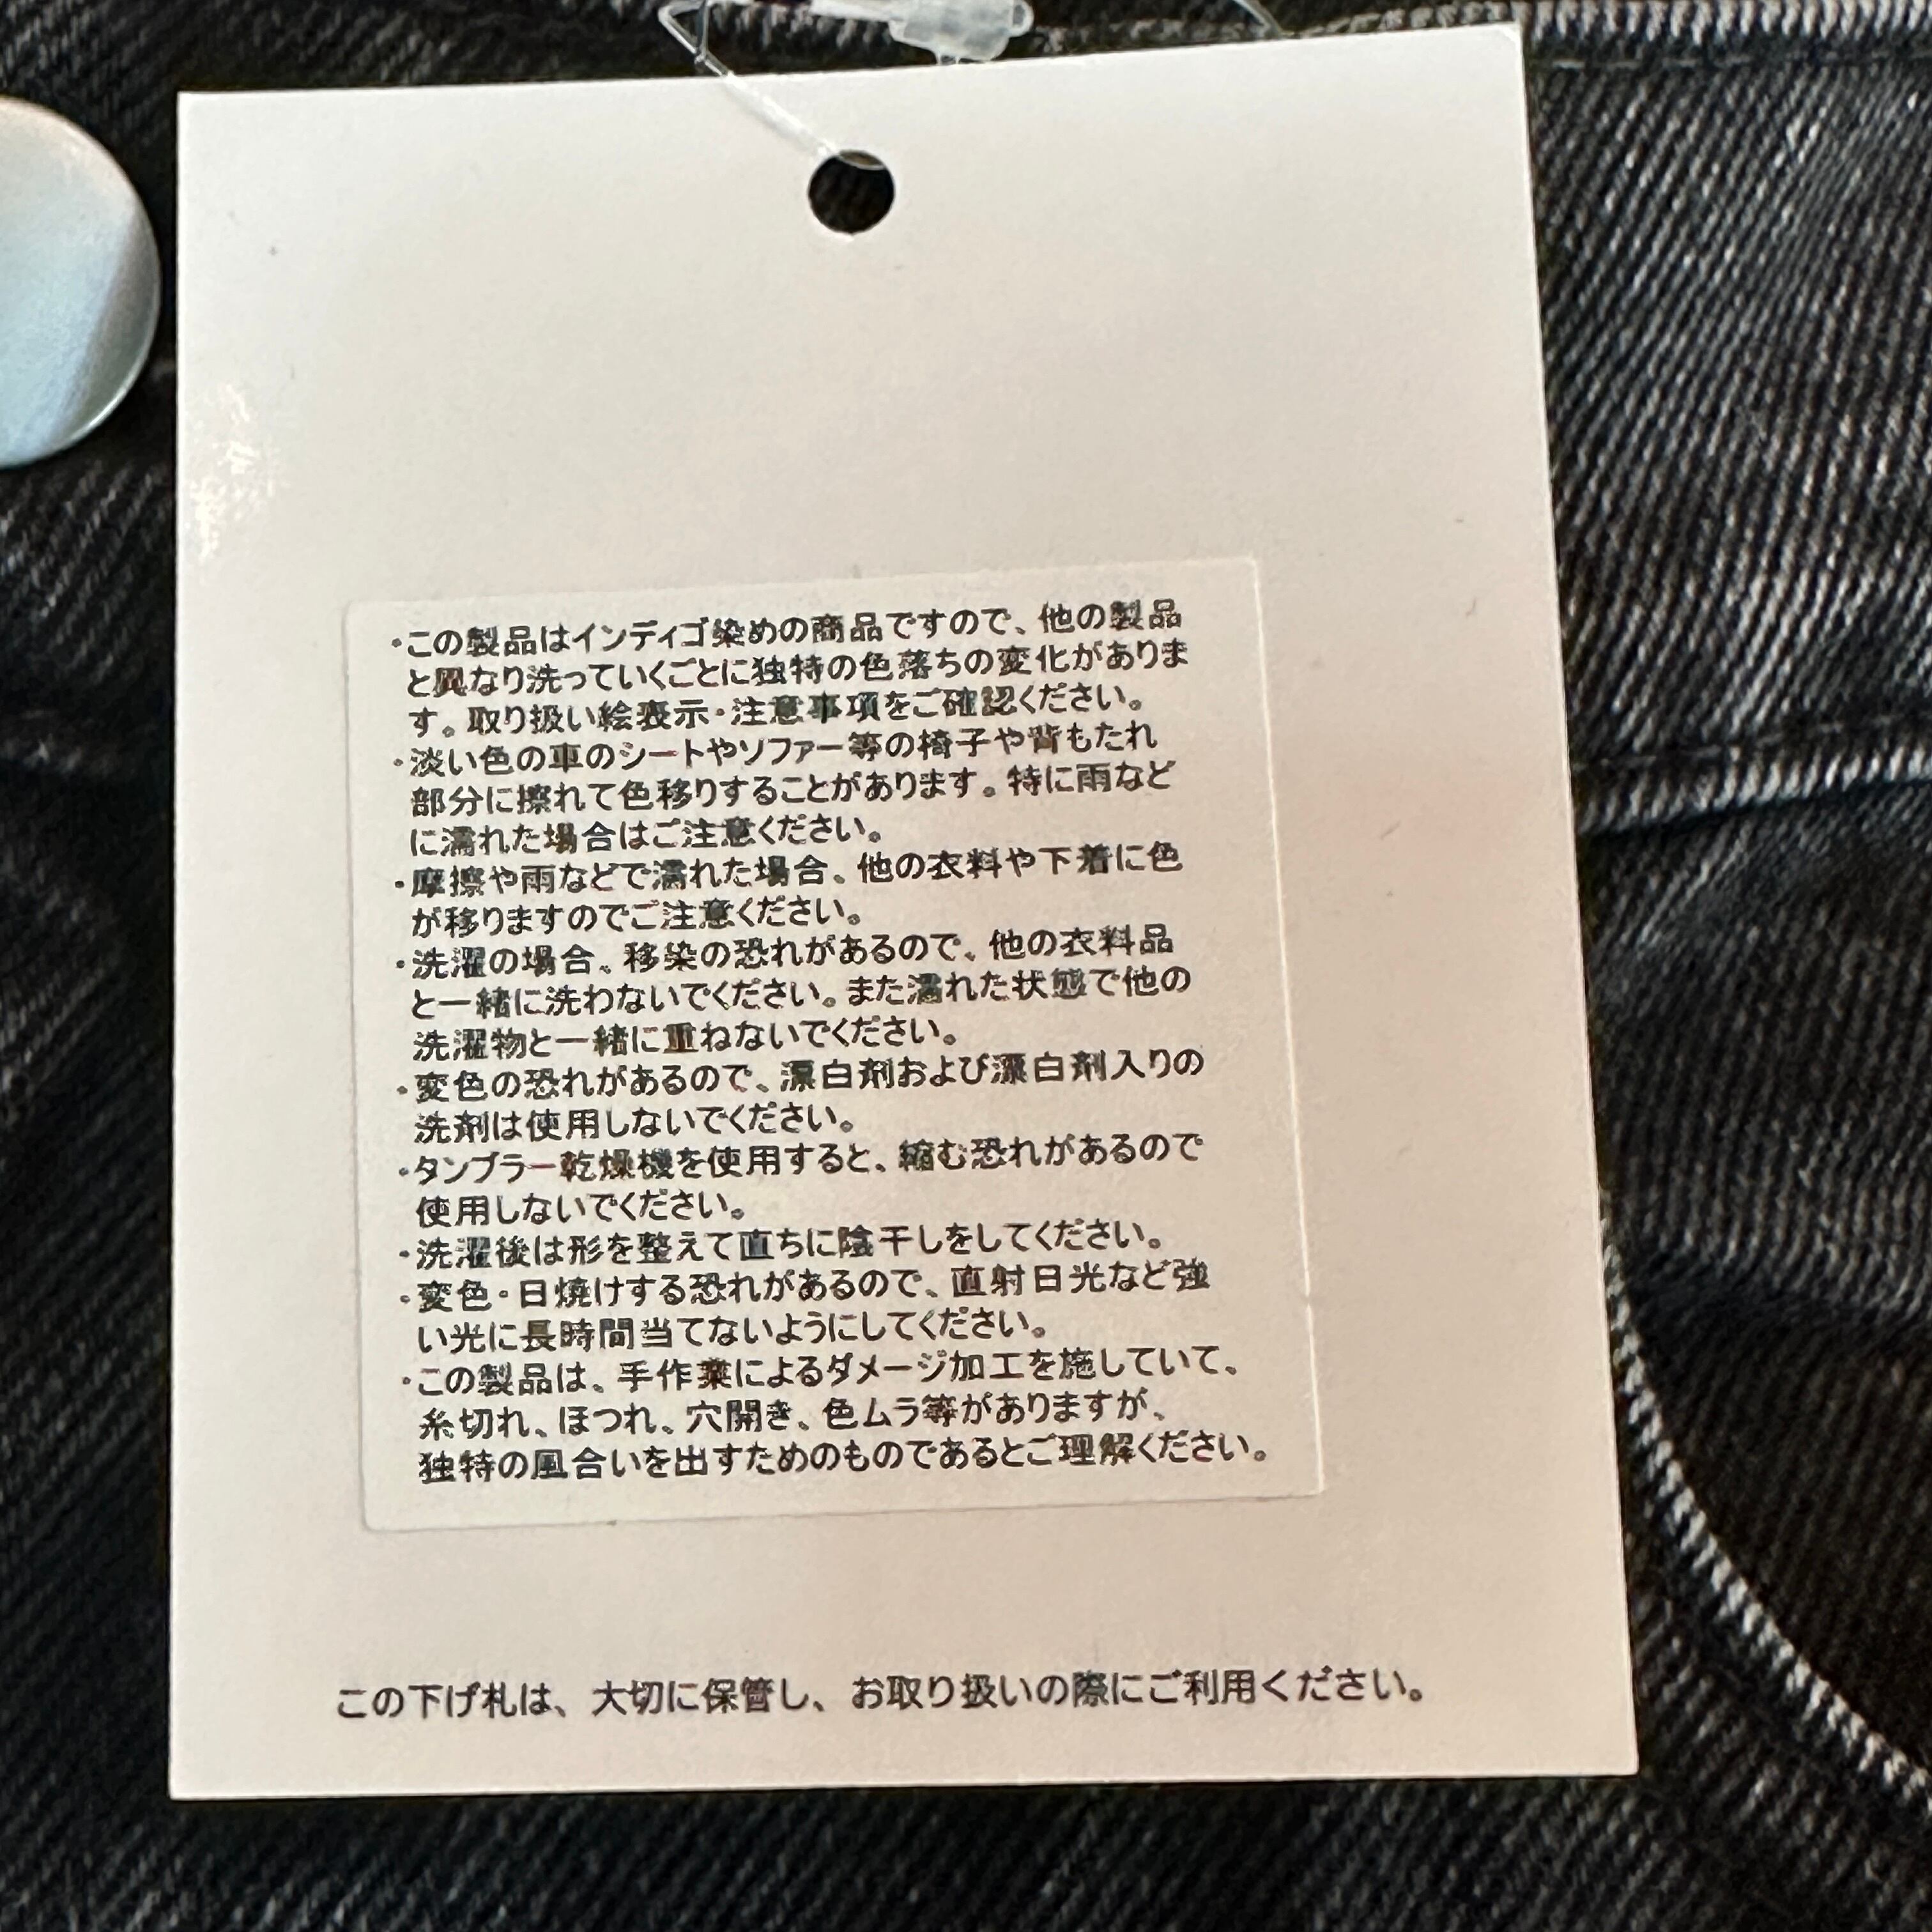 ・この製品はインディゴ染めの商品ですので、他の製品
と異なり洗っていくごとに独特の色落ちの変化がありま
す。取り扱い絵表示・注意事項をご確認ください。
・淡い色の車のシートやソファー等の椅子や背もたれ
部分に擦れて色移りすることがあります。特に雨など
に濡れた場合はご注意ください。
・摩擦や雨などで濡れた場合、他の衣料や下着に色
が移りますのでご注意ください。
・洗濯の場合、移染の恐れがあるので、他の衣料品
と一緒に洗わないでください。また濡れた状態で他の
洗濯物と一緒に重ねないでください。
・変色の恐れがあるので、漂白剤および漂白剤入りの
洗剤は使用しないでください。
・タンブラー乾燥機を使用すると、縮む恐れがあるので
使用しないでください。
・洗濯後は形を整えて直ちに陰干しをしてください。
・変色・日焼けする恐れがあるので、直射日光など強
い光に長時間当てないようにしてください。
・この製品は、手作業によるダメージ加工を施していて、
糸切れ、ほつれ、穴開き、色ムラ等がありますが、
独特の風合いを出すためのものであるとご理解ください。
この下げ札は、大切に保管し、お取り扱いの際にご利用ください。